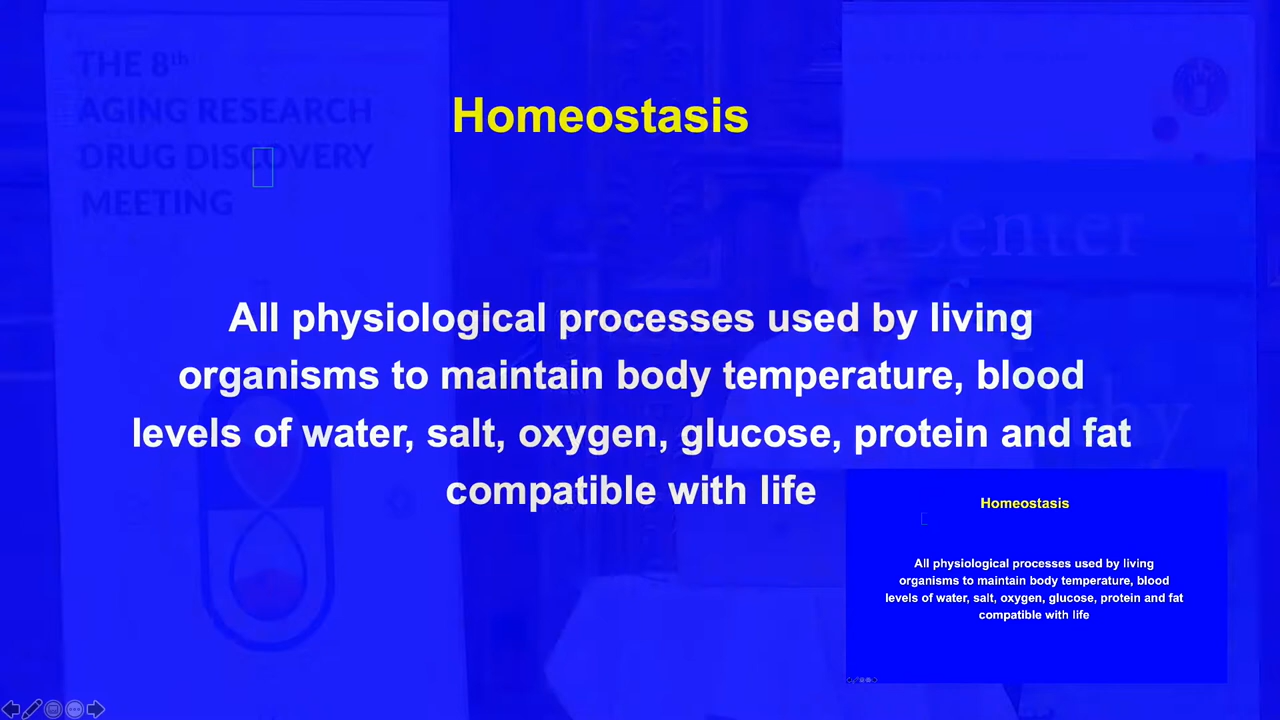 THE 8th
AGING RESEARCH
DRUG DISCOVERY
MEETING
Homeostasis
Center
All physiological processes used by living
organisms to maintain body temperature, blood
levels of water, salt, oxygen, glucose, protein and fat
compatible with life
Homeostasis
All physiological processes used by living
organisms to maintain body temperature, blood
levels of water, salt, oxygen, glucose, protein and fat
compatible with life